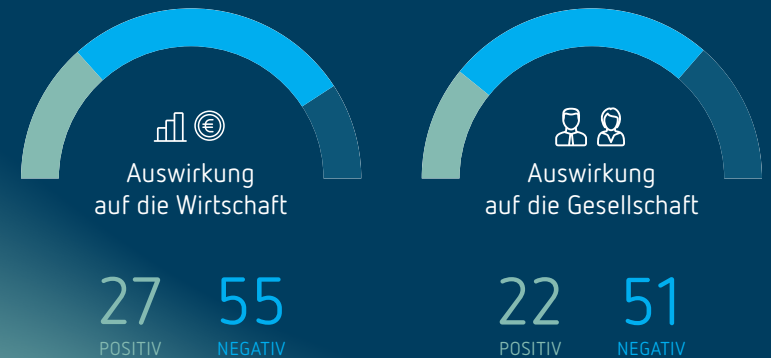 €
Auswirkung
auf die Wirtschaft
27 55
POSITIV NEGATIV
Auswirkung
auf die Gesellschaft
22 51
POSITIV NEGATIV